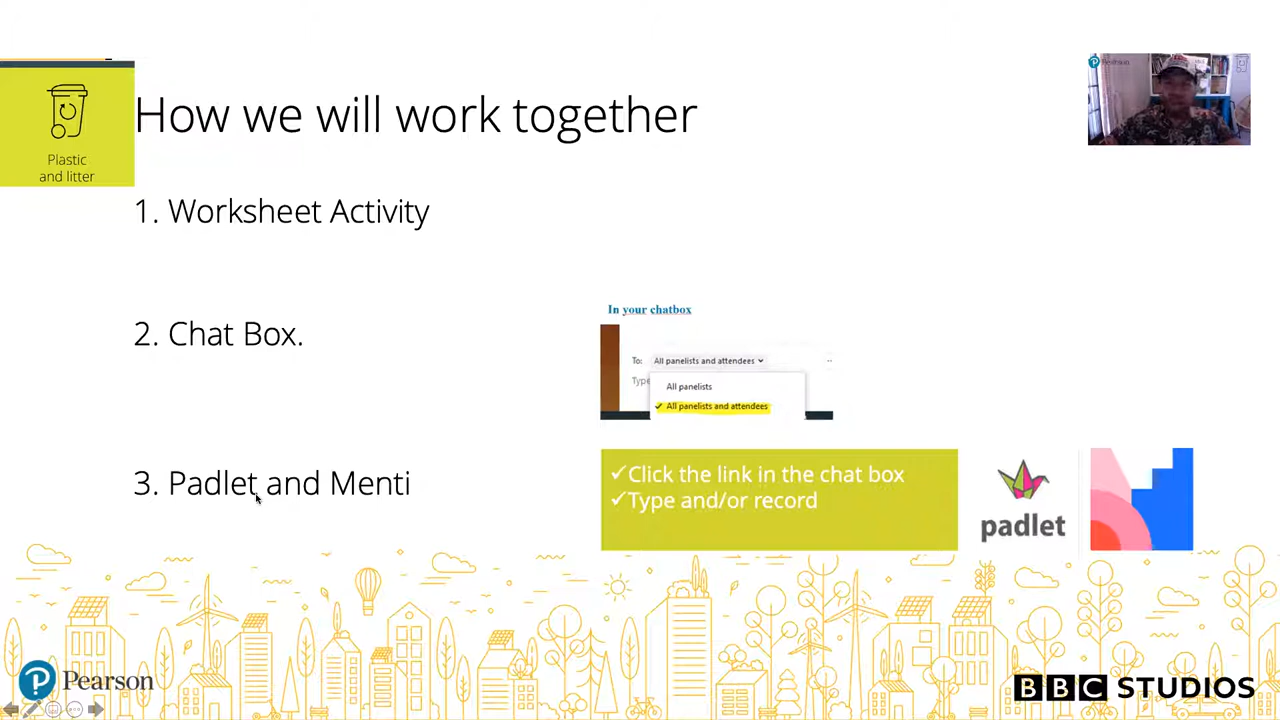 Pearson
How we will work together
Plastic
and litter
1. Worksheet Activity
2. Chat Box.
In your chatbox
To: All panelists and attendees
Type
All panelists
✓ All panelists and attendees
3. Padlet and Menti
✓Click the link in the chat box
✓Type and/or record
padlet
P Pearson
BBC STUDIOS